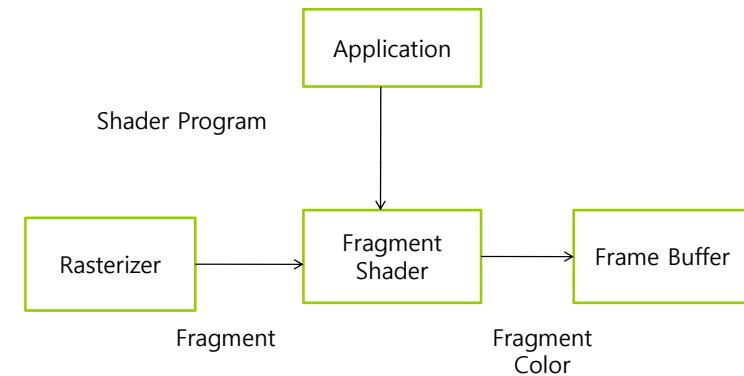 Application
Shader Program
Rasterizer
Fragment
Shader
Frame Buffer
Fragment
Fragment
Color